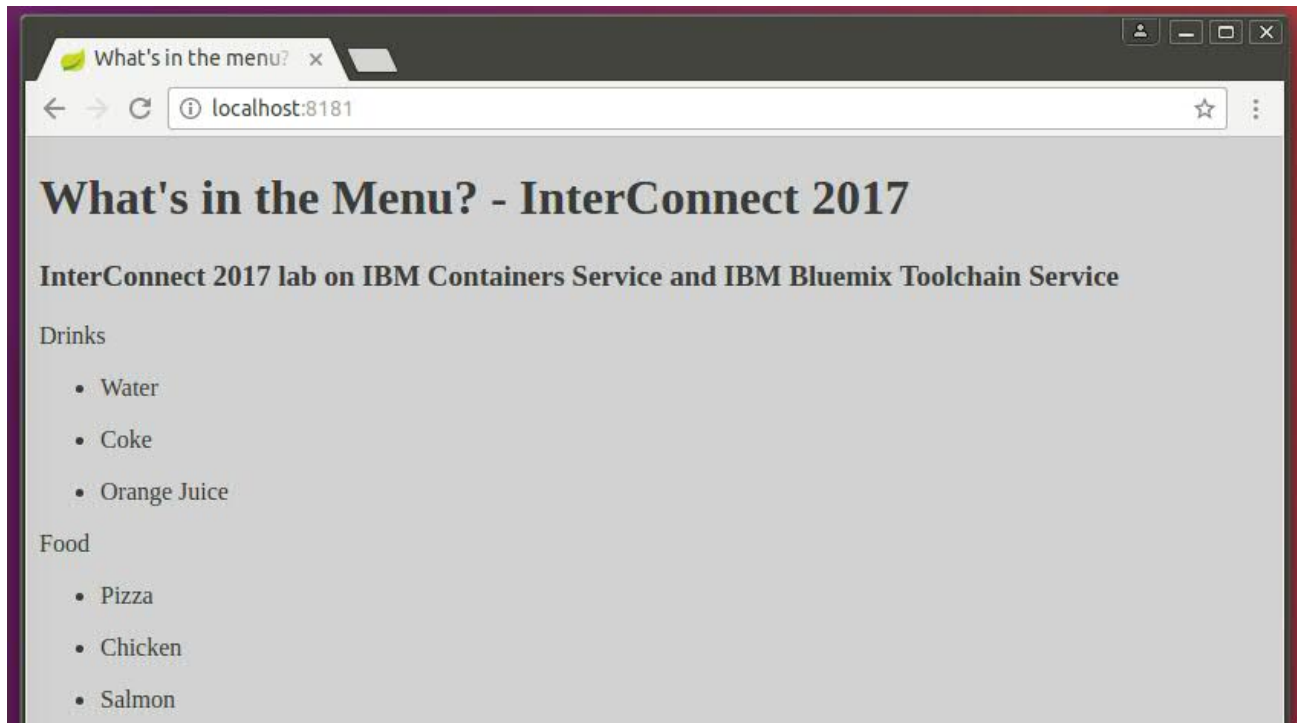 What's in the menu?
localhost:8181
What's in the Menu? - InterConnect 2017
InterConnect 2017 lab on IBM Containers Service and IBM Bluemix Toolchain Service
Drinks
Water
Coke
Orange Juice
Food
Pizza
Chicken
Salmon